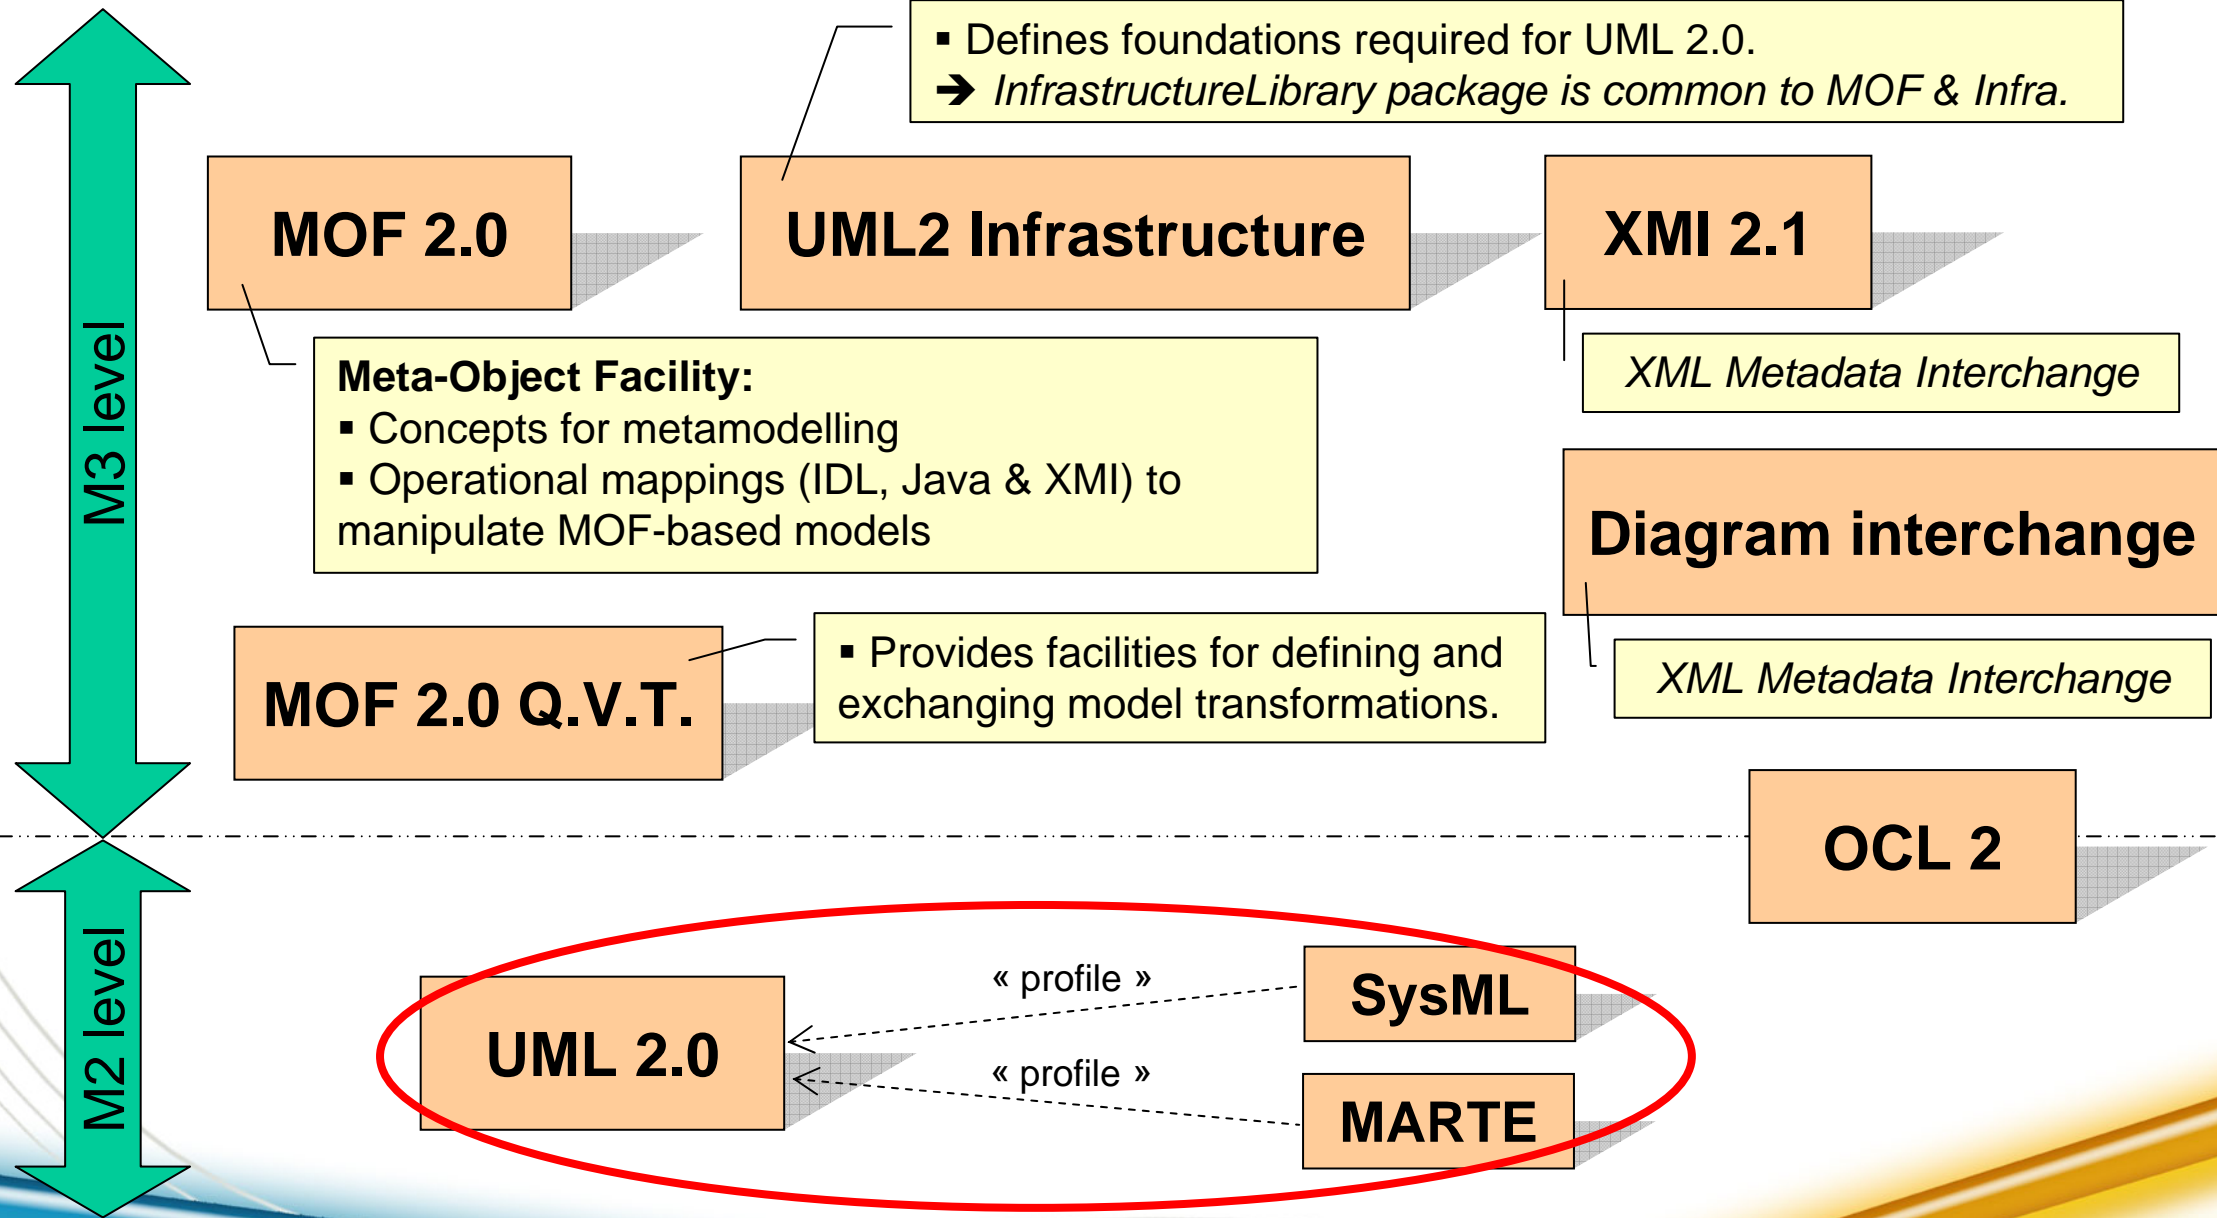 ▪ Defines foundations required for UML 2.0.
➔ InfrastructureLibrary package is common to MOF & Infra.
MOF 2.0
UML2 Infrastructure
XMI 2.1
M3 level
Meta-Object Facility:
▪ Concepts for metamodelling
▪ Operational mappings (IDL, Java & XMI) to
manipulate MOF-based models
XML Metadata Interchange
Diagram interchange
XML Metadata Interchange
MOF 2.0 Q.V.T.
▪ Provides facilities for defining and
exchanging model transformations.
OCL 2
M2 level
UML 2.0
« profile »
SysML
« profile »
MARTE